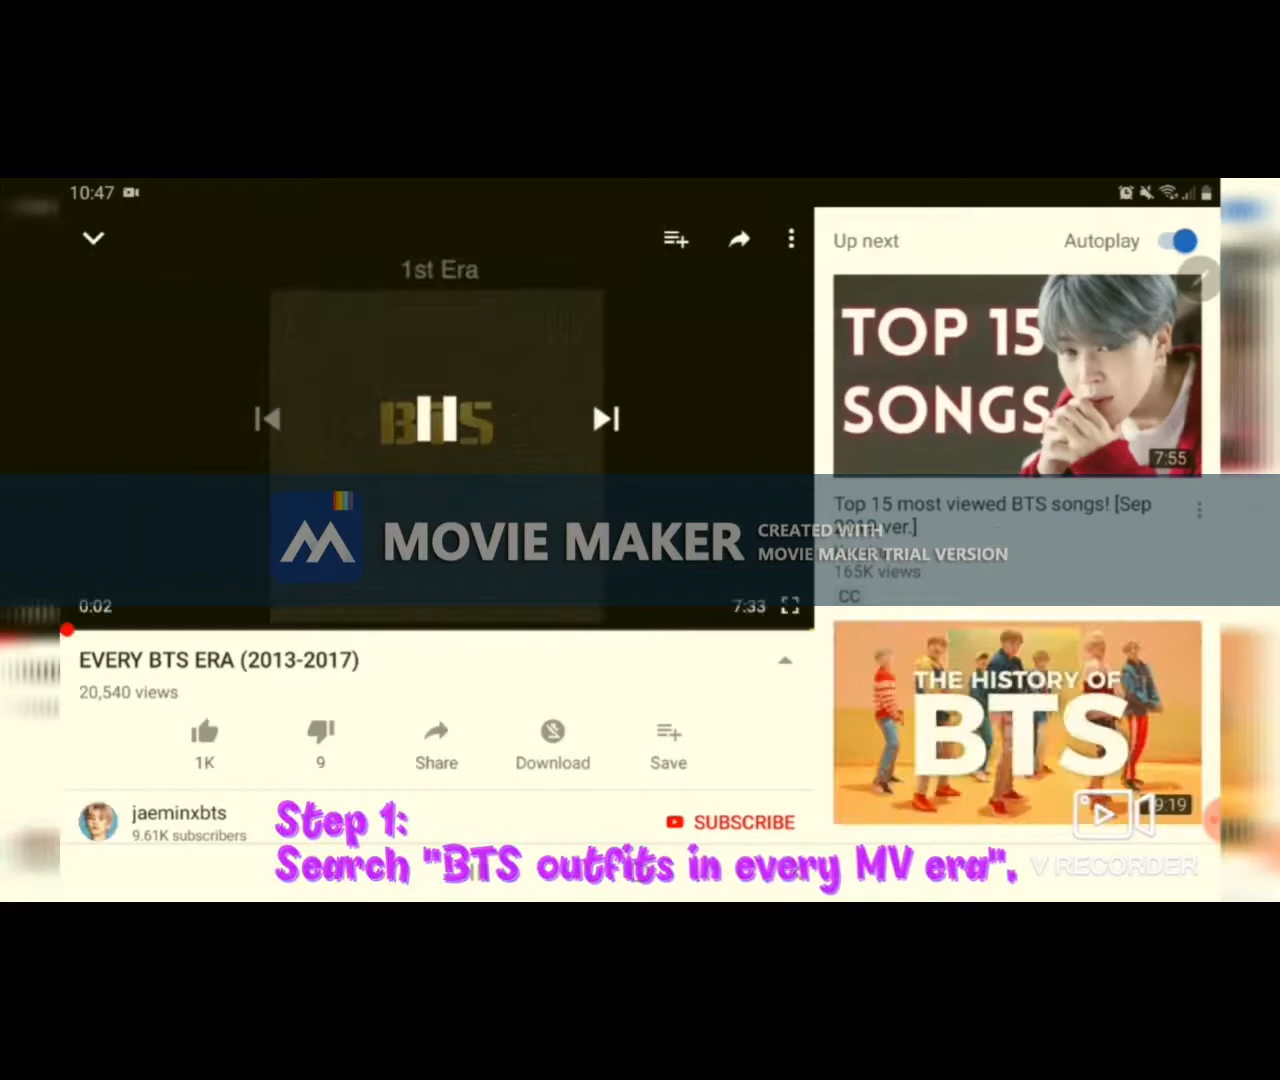 10:47
1st Era
BTS
0:02
7:33
EVERY BTS ERA (2013-2017)
20,540 views
1K
9
Share
Download
Save
jaeminxbts
9.61K subscribers
SUBSCRIBE
Up next
Autoplay
TOP 15
SONGS
7:55
Top 15 most viewed BTS songs! [Sep
ver.]
165K views
CC
THE HISTORY OF
BTS
9:19
MOVIE MAKER
CREATED WITH
MOVIE MAKER TRIAL VERSION
Step 1:
Search "BTS outfits in every MV era".
V RECORDER